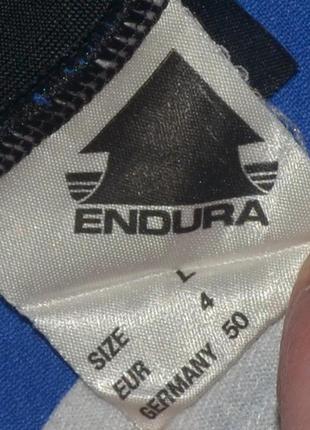 ENDURA
SIZE L
EUR 4
GERMANY 50